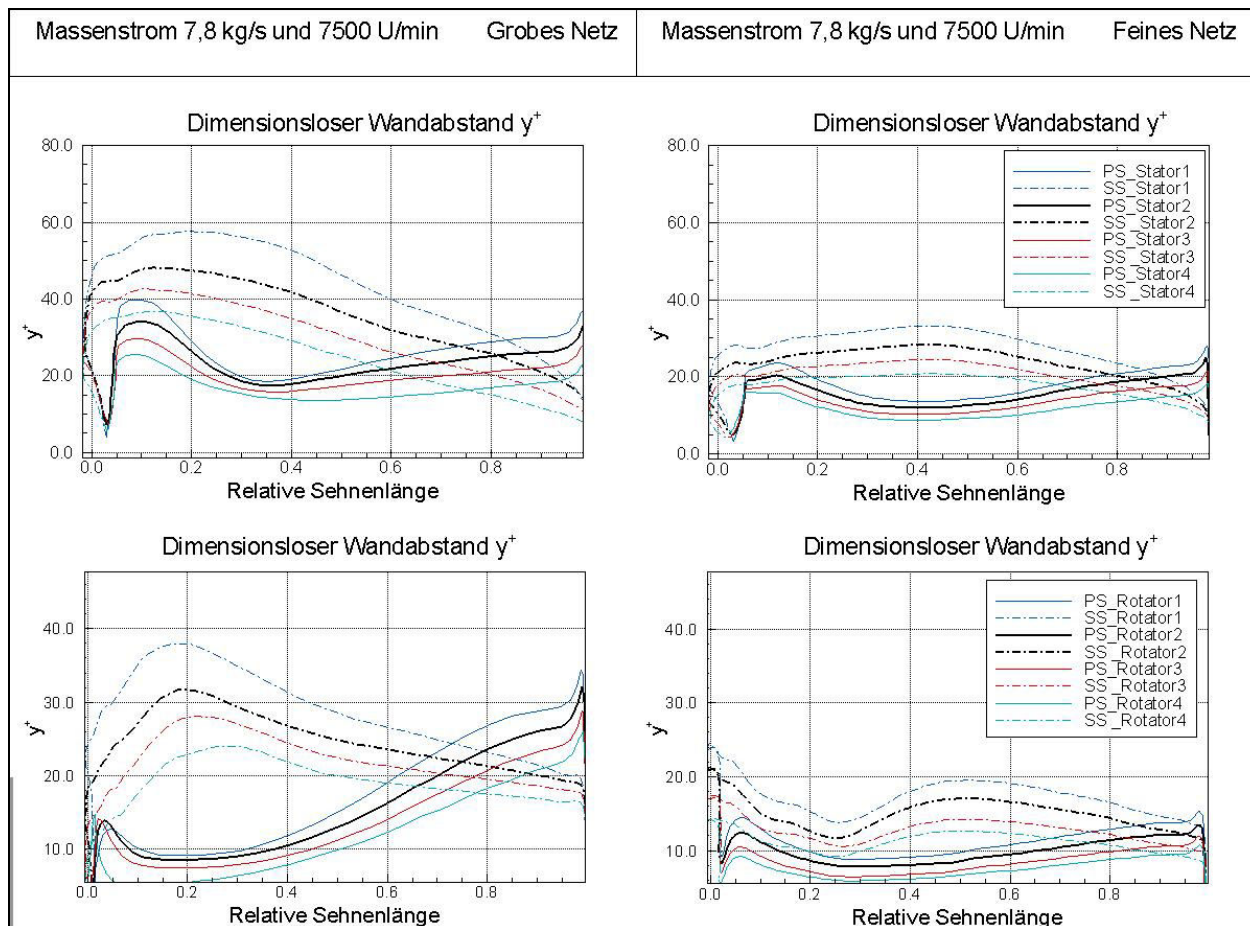 Massenstrom 7,8 kg/s und 7500 U/min Grobes Netz
Massenstrom 7,8 kg/s und 7500 U/min Feines Netz
Dimensionsloser Wandabstand y⁺
80.0
60.0
40.0
20.0
0.0
y⁺
0.0 0.2 0.4 0.6 0.8
Relative Sehnenlänge
Dimensionsloser Wandabstand y⁺
80.0
60.0
40.0
20.0
0.0
y⁺
0.0 0.2 0.4 0.6 0.8
Relative Sehnenlänge
PS_Stator1
SS_Stator1
PS_Stator2
SS_Stator2
PS_Stator3
SS_Stator3
PS_Stator4
SS_Stator4
Dimensionsloser Wandabstand y⁺
40.0
30.0
20.0
10.0
y⁺
0.0 0.2 0.4 0.6 0.8
Relative Sehnenlänge
Dimensionsloser Wandabstand y⁺
40.0
30.0
20.0
10.0
y⁺
0.0 0.2 0.4 0.6 0.8
Relative Sehnenlänge
PS_Rotator1
SS_Rotator1
PS_Rotator2
SS_Rotator2
PS_Rotator3
SS_Rotator3
PS_Rotator4
SS_Rotator4